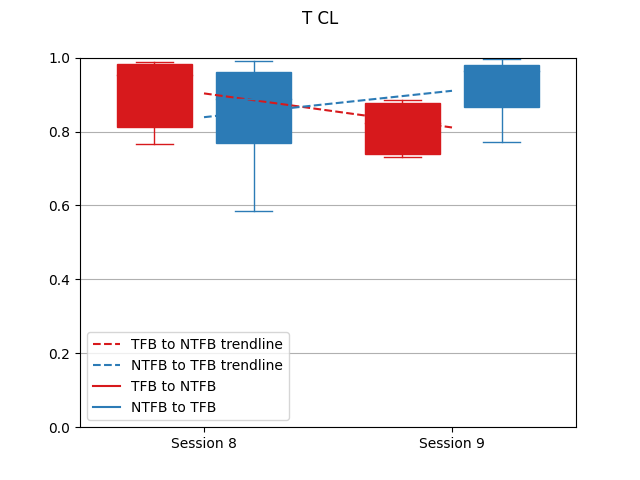 T CL
1.0
0.8
0.6
0.4
0.2
0.0
TFB to NTFB trendline
NTFB to TFB trendline
TFB to NTFB
NTFB to TFB
Session 8
Session 9